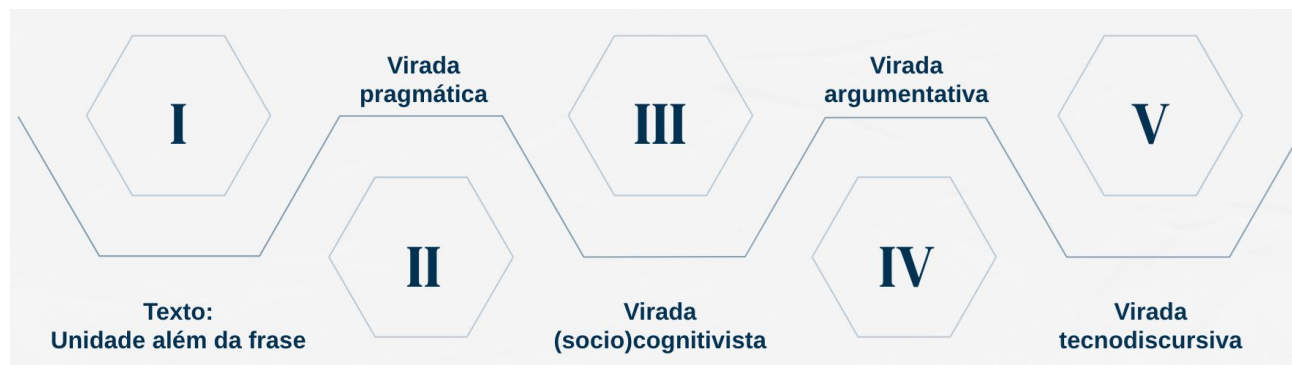 I
Texto:
Unidade além da frase
Virada
pragmática
II
III
Virada
(socio)cognitivista
Virada
argumentativa
IV
V
Virada
tecnodiscursiva